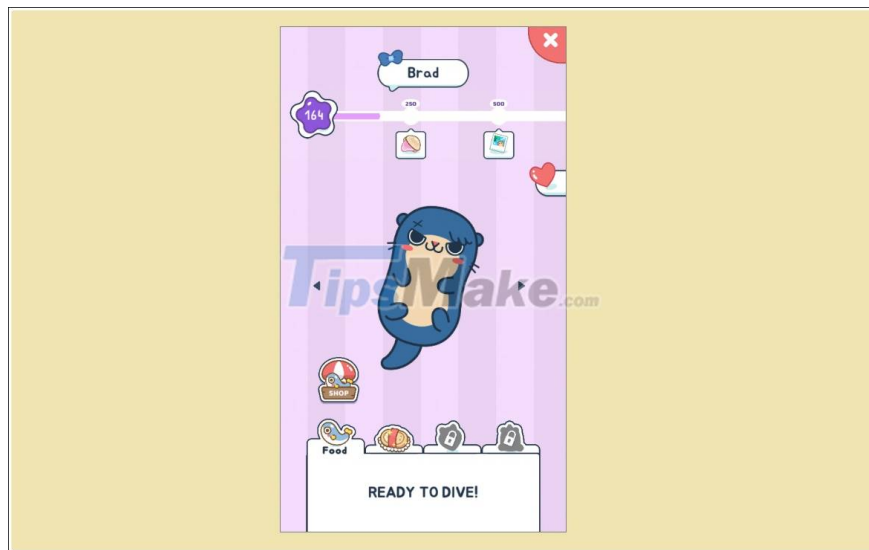 Brad
164
250
500
TipsMake.com
SHOP
Food
READY TO DIVE!